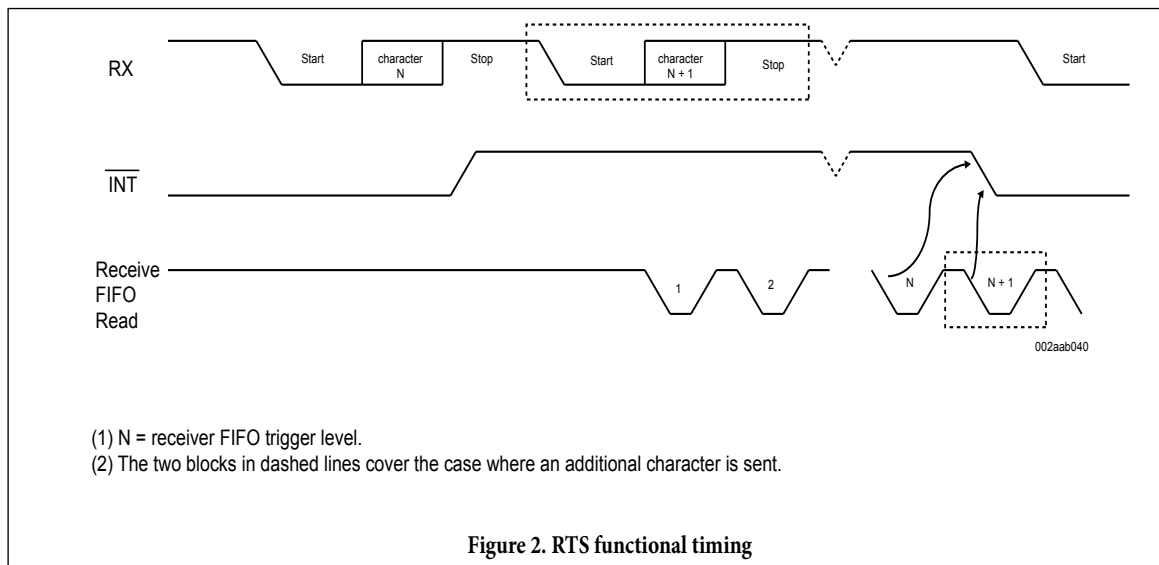 RX
Start
character
N
Stop
Start
character
N + 1
Stop
Start
INT
Receive
FIFO
Read
1
2
N
N + 1
002aab040
(1) N = receiver FIFO trigger level.
(2) The two blocks in dashed lines cover the case where an additional character is sent.
Figure 2. RTS functional timing